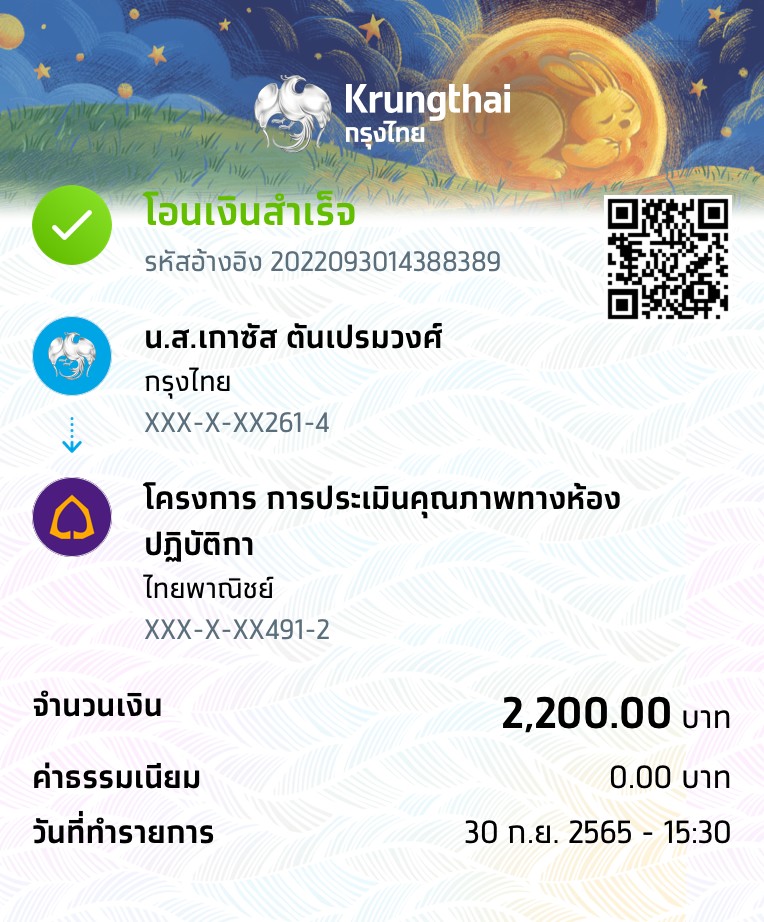 Krungthai
กรุงไทย
โอนเงินสำเร็จ
รหัสอ้างอิง 2022093014388389
น.ส.เกาซัส ตันเปรมวงศ์
กรุงไทย
XXX-X-XX261-4
โครงการ การประเมินคุณภาพทางห้อง
ปฏิบัติกา
ไทยพาณิชย์
XXX-X-XX491-2
จำนวนเงิน 2,200.00 บาท
ค่าธรรมเนียม 0.00 บาท
วันที่ทำรายการ 30 ก.ย. 2565 - 15:30